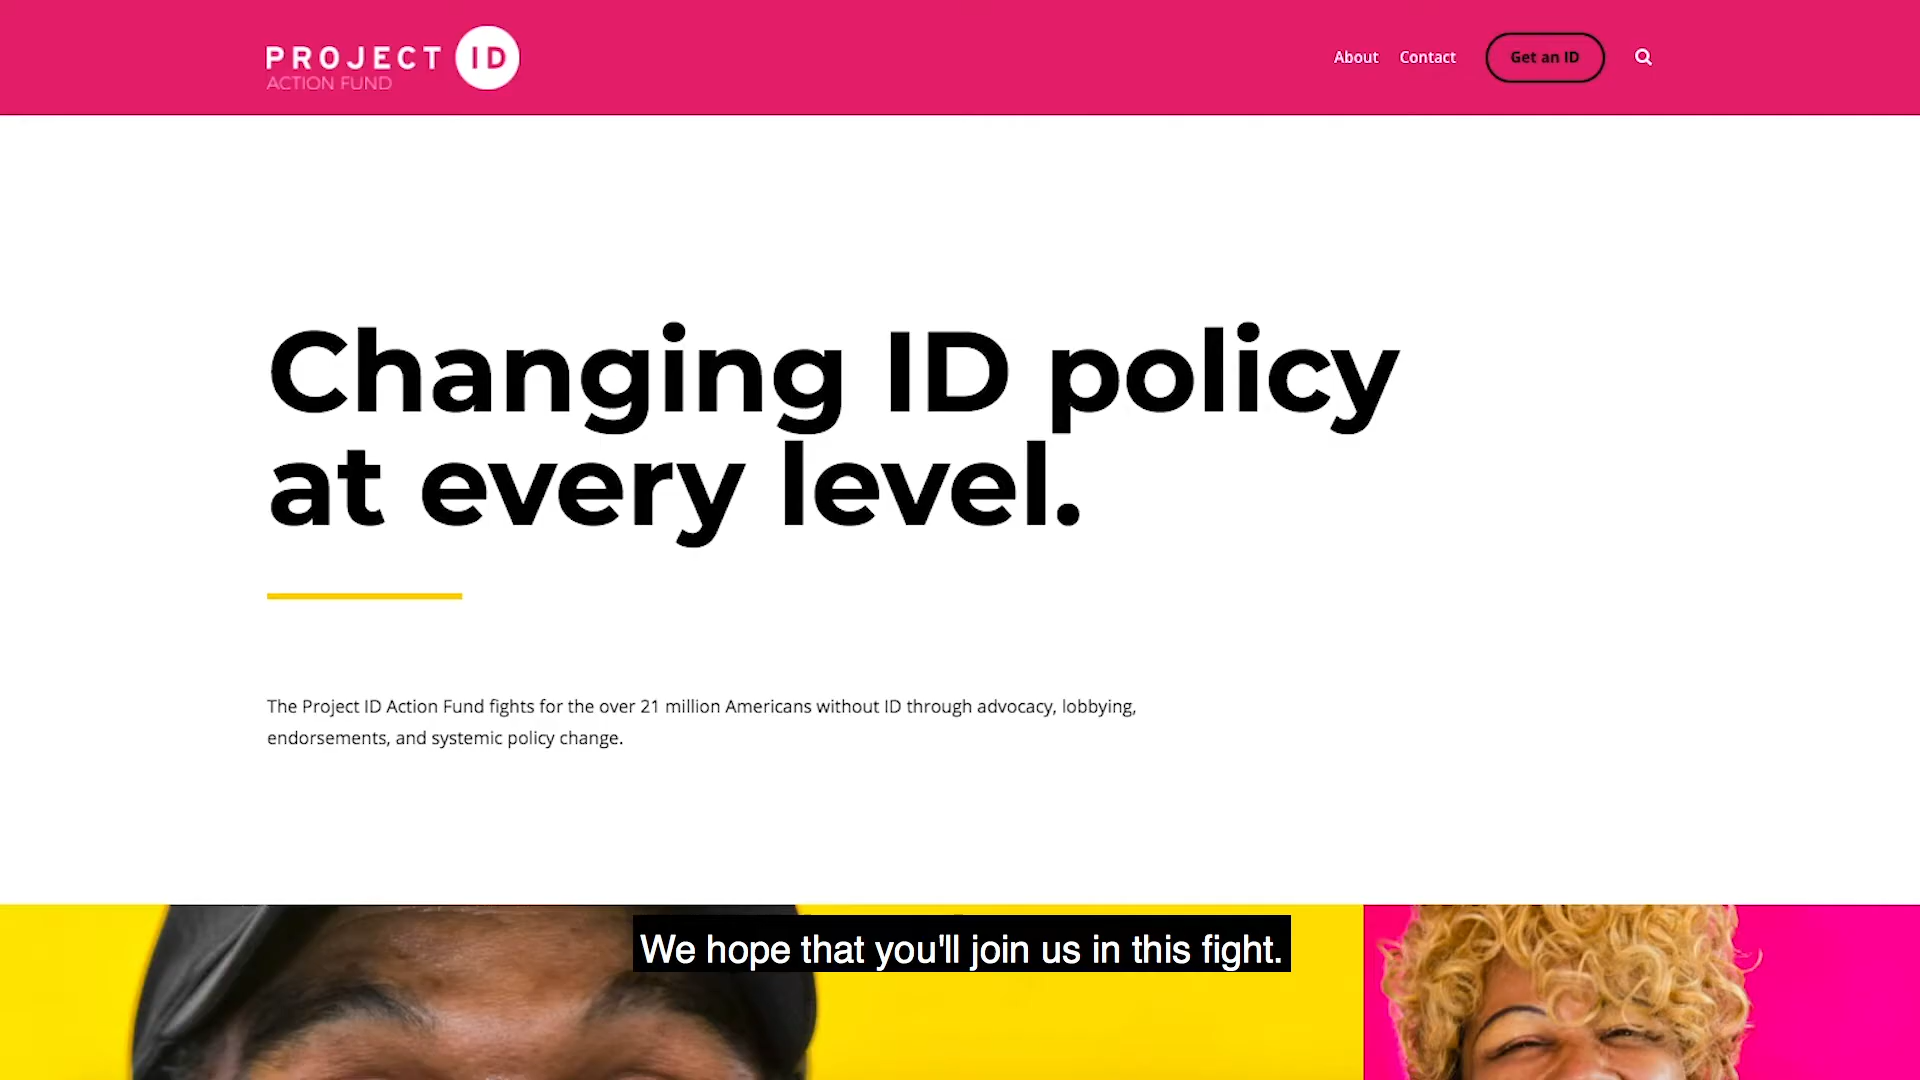 PROJECT ID
ACTION FUND
About Contact Get an ID
Changing ID policy
at every level.
The Project ID Action Fund fights for the over 21 million Americans without ID through advocacy, lobbying,
endorsements, and systemic policy change.
We hope that you'll join us in this fight.